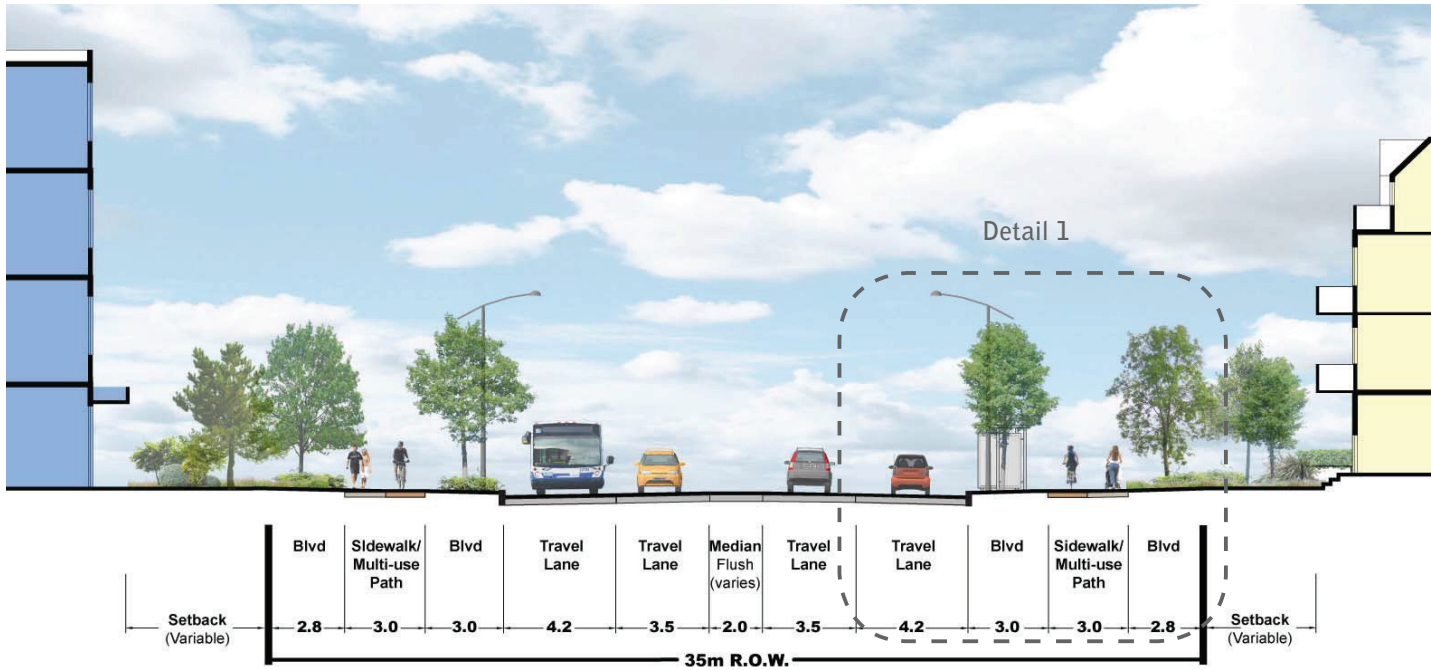 Detail 1
Blvd
SIdewalk/
Multi-use
Path
Blvd
Travel
Lane
Travel
Lane
Median
Flush
(varies)
Travel
Lane
Travel
Lane
Blvd
Sidewalk/
Multi-use
Path
Blvd
Setback
(Variable)
2.8
3.0
3.0
4.2
3.5
2.0
3.5
4.2
3.0
3.0
2.8
Setback
(Variable)
35m R.O.W.